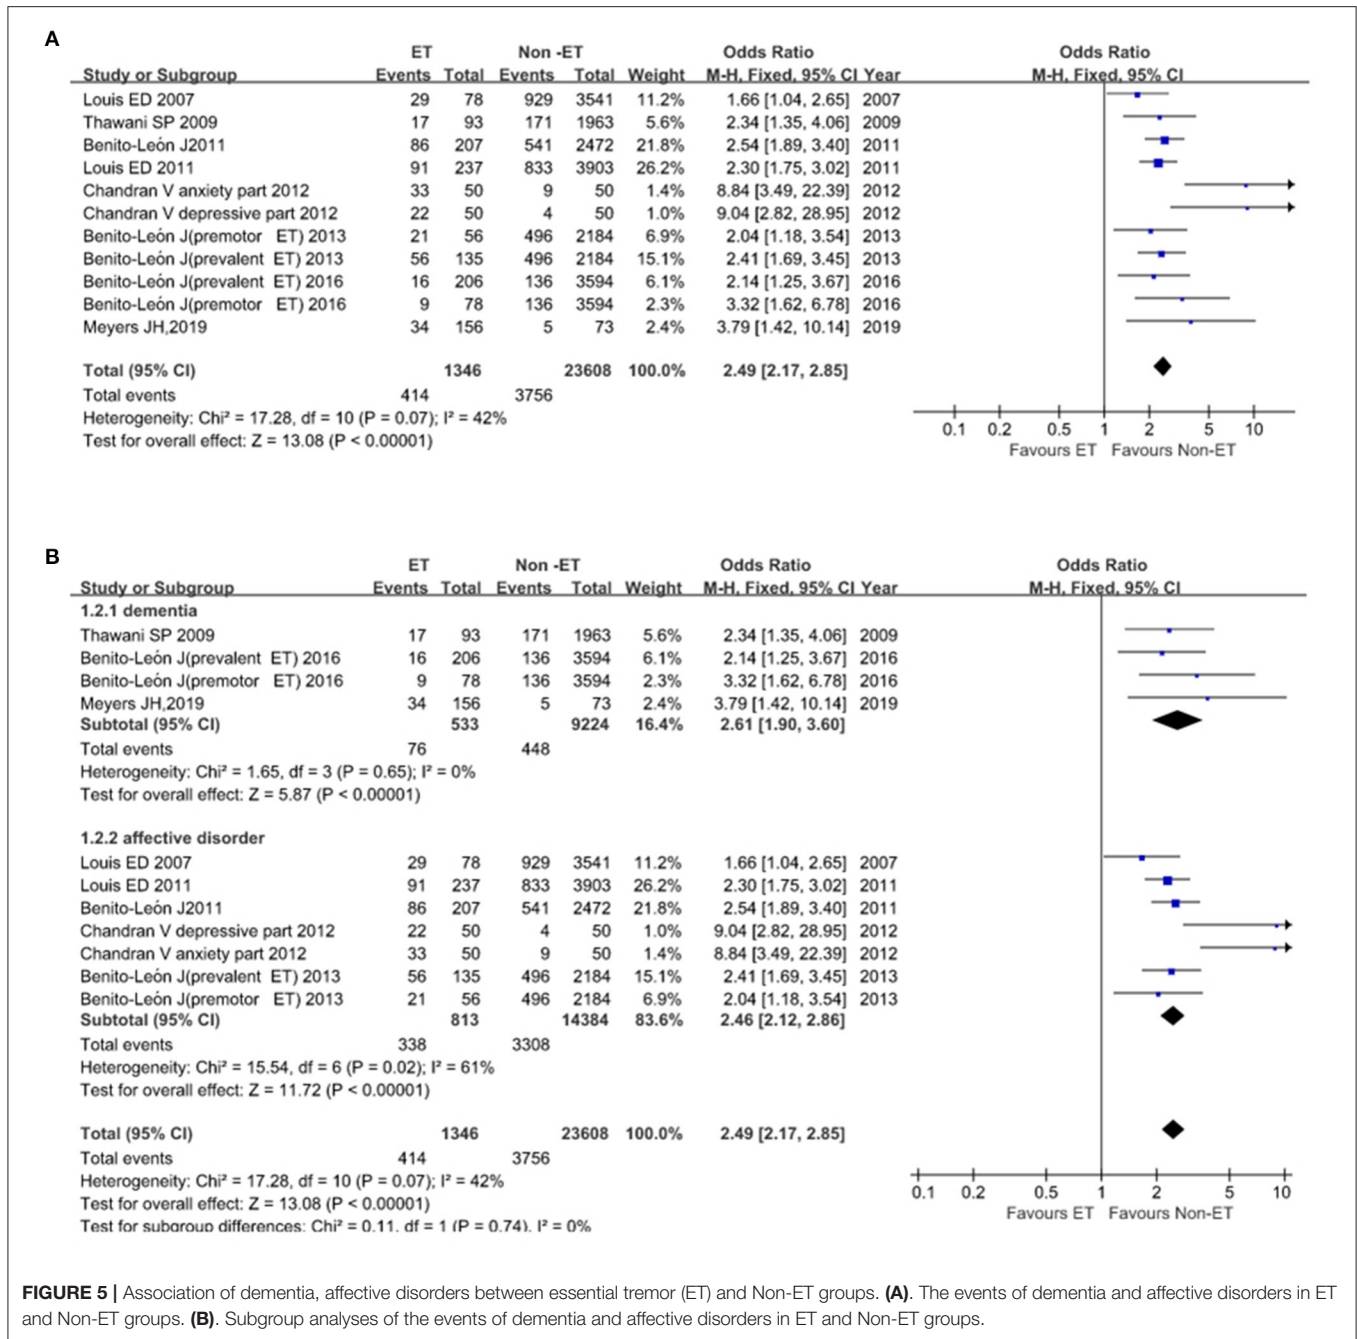 A
ET Non -ET Odds Ratio Odds Ratio
Study or Subgroup Events Total Events Total Weight M-H, Fixed, 95% CI Year M-H, Fixed, 95% CI
Louis ED 2007 29 78 929 3541 11.2% 1.66 [1.04, 2.65] 2007
Thawani SP 2009 17 93 171 1963 5.6% 2.34 [1.35, 4.06] 2009
Benito-León J2011 86 207 541 2472 21.8% 2.54 [1.89, 3.40] 2011
Louis ED 2011 91 237 833 3903 26.2% 2.30 [1.75, 3.02] 2011
Chandran V anxiety part 2012 33 50 9 50 1.4% 8.84 [3.49, 22.39] 2012
Chandran V depressive part 2012 22 50 4 50 1.0% 9.04 [2.82, 28.95] 2012
Benito-León J(premotor ET) 2013 21 56 496 2184 6.9% 2.04 [1.18, 3.54] 2013
Benito-León J(prevalent ET) 2013 56 135 496 2184 15.1% 2.41 [1.69, 3.45] 2013
Benito-León J(prevalent ET) 2016 16 206 136 3594 6.1% 2.14 [1.25, 3.67] 2016
Benito-León J(premotor ET) 2016 9 78 136 3594 2.3% 3.32 [1.62, 6.78] 2016
Meyers JH,2019 34 156 5 73 2.4% 3.79 [1.42, 10.14] 2019
Total (95% CI) 1346 23608 100.0% 2.49 [2.17, 2.85]
Total events 414 3756
Heterogeneity: Chi² = 17.28, df = 10 (P = 0.07); I² = 42%
Test for overall effect: Z = 13.08 (P < 0.00001)
0.1 0.2 0.5 1 2 5 10
Favours ET Favours Non-ET
B
ET Non -ET Odds Ratio Odds Ratio
Study or Subgroup Events Total Events Total Weight M-H, Fixed, 95% CI Year M-H, Fixed, 95% CI
1.2.1 dementia
Thawani SP 2009 17 93 171 1963 5.6% 2.34 [1.35, 4.06] 2009
Benito-León J(prevalent ET) 2016 16 206 136 3594 6.1% 2.14 [1.25, 3.67] 2016
Benito-León J(premotor ET) 2016 9 78 136 3594 2.3% 3.32 [1.62, 6.78] 2016
Meyers JH,2019 34 156 5 73 2.4% 3.79 [1.42, 10.14] 2019
Subtotal (95% CI) 533 9224 16.4% 2.61 [1.90, 3.60]
Total events 76 448
Heterogeneity: Chi² = 1.65, df = 3 (P = 0.65); I² = 0%
Test for overall effect: Z = 5.87 (P < 0.00001)
1.2.2 affective disorder
Louis ED 2007 29 78 929 3541 11.2% 1.66 [1.04, 2.65] 2007
Louis ED 2011 91 237 833 3903 26.2% 2.30 [1.75, 3.02] 2011
Benito-León J2011 86 207 541 2472 21.8% 2.54 [1.89, 3.40] 2011
Chandran V depressive part 2012 22 50 4 50 1.0% 9.04 [2.82, 28.95] 2012
Chandran V anxiety part 2012 33 50 9 50 1.4% 8.84 [3.49, 22.39] 2012
Benito-León J(prevalent ET) 2013 56 135 496 2184 15.1% 2.41 [1.69, 3.45] 2013
Benito-León J(premotor ET) 2013 21 56 496 2184 6.9% 2.04 [1.18, 3.54] 2013
Subtotal (95% CI) 813 14384 83.6% 2.46 [2.12, 2.86]
Total events 338 3308
Heterogeneity: Chi² = 15.54, df = 6 (P = 0.02); I² = 61%
Test for overall effect: Z = 11.72 (P < 0.00001)
Total (95% CI) 1346 23608 100.0% 2.49 [2.17, 2.85]
Total events 414 3756
Heterogeneity: Chi² = 17.28, df = 10 (P = 0.07); I² = 42%
Test for overall effect: Z = 13.08 (P < 0.00001)
Test for subgroup differences: Chi² = 0.11, df = 1 (P = 0.74), I² = 0%
0.1 0.2 0.5 1 2 5 10
Favours ET Favours Non-ET
FIGURE 5 | Association of dementia, affective disorders between essential tremor (ET) and Non-ET groups. (A). The events of dementia and affective disorders in ET
and Non-ET groups. (B). Subgroup analyses of the events of dementia and affective disorders in ET and Non-ET groups.